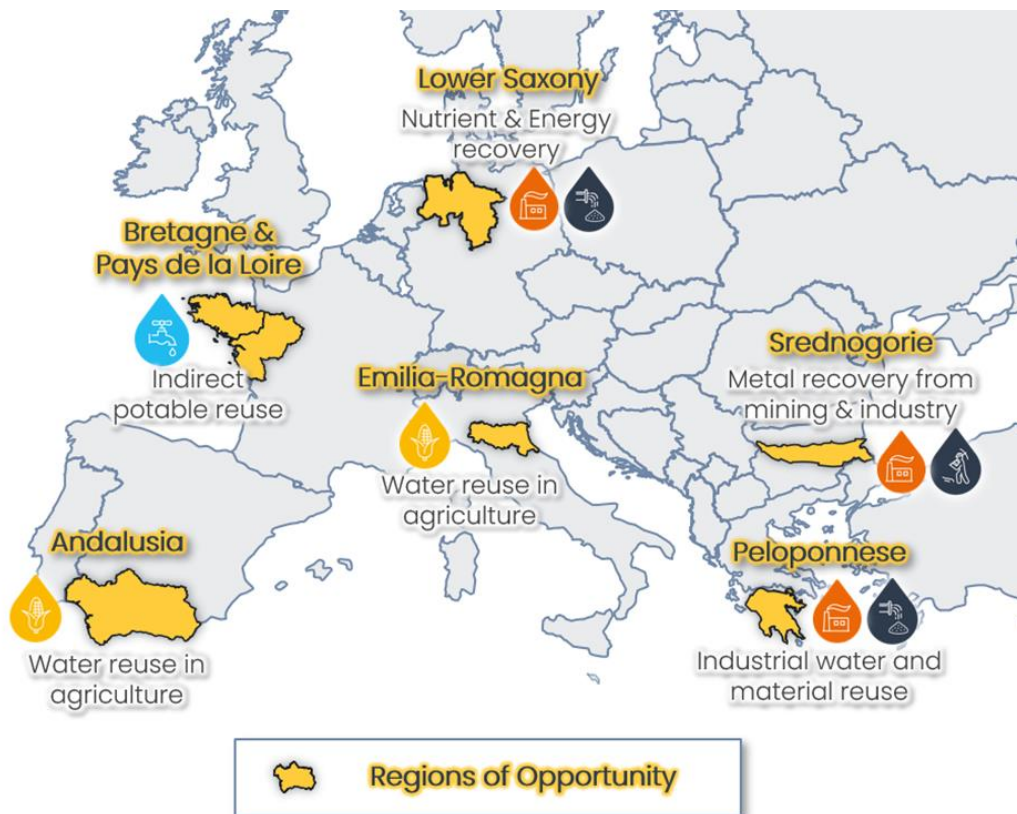 Lower Saxony
Nutrient & Energy
recovery
Bretagne &
Pays de la Loire
Indirect
potable reuse
Emilia-Romagna
Water reuse in
agriculture
Srednogorie
Metal recovery from
mining & industry
Andalusia
Water reuse in
agriculture
Peloponnese
Industrial water and
material reuse
Regions of Opportunity